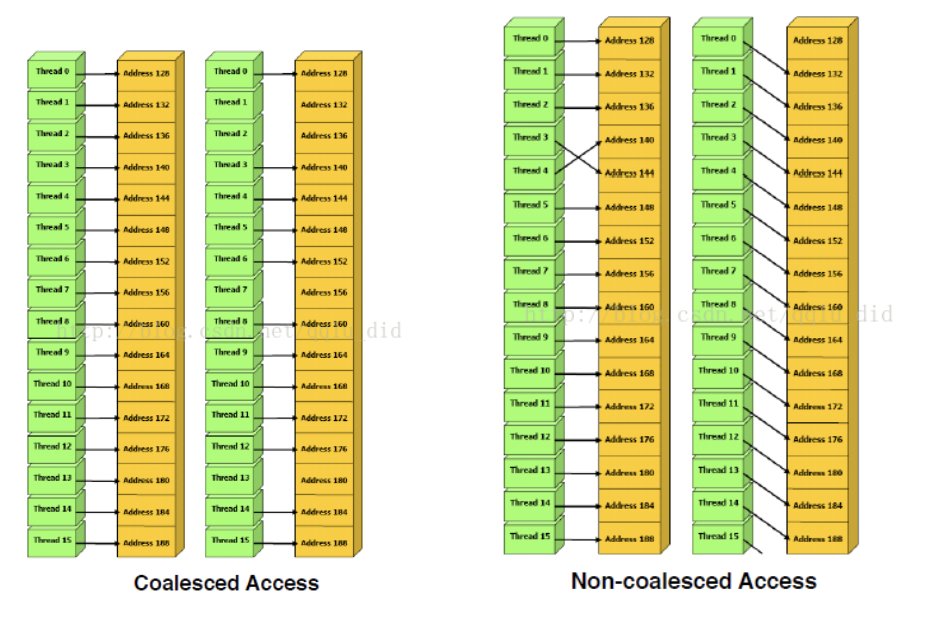 Thread 0 Address 128
Thread 1 Address 132
Thread 2 Address 136
Thread 3 Address 140
Thread 4 Address 144
Thread 5 Address 148
Thread 6 Address 152
Thread 7 Address 156
Thread 8 Address 160
Thread 9 Address 164
Thread 10 Address 168
Thread 11 Address 172
Thread 12 Address 176
Thread 13 Address 180
Thread 14 Address 184
Thread 15 Address 188
Thread 0 Address 128
Thread 1 Address 132
Thread 2 Address 136
Thread 3 Address 140
Thread 4 Address 144
Thread 5 Address 148
Thread 6 Address 152
Thread 7 Address 156
Thread 8 Address 160
Thread 9 Address 164
Thread 10 Address 168
Thread 11 Address 172
Thread 12 Address 176
Thread 13 Address 180
Thread 14 Address 184
Thread 15 Address 188
Coalesced Access
Thread 0 Address 128
Thread 1 Address 132
Thread 2 Address 136
Thread 3 Address 140
Thread 4 Address 144
Thread 5 Address 148
Thread 6 Address 152
Thread 7 Address 156
Thread 8 Address 160
Thread 9 Address 164
Thread 10 Address 168
Thread 11 Address 172
Thread 12 Address 176
Thread 13 Address 180
Thread 14 Address 184
Thread 15 Address 188
Thread 0 Address 128
Thread 1 Address 132
Thread 2 Address 136
Thread 3 Address 140
Thread 4 Address 144
Thread 5 Address 148
Thread 6 Address 152
Thread 7 Address 156
Thread 8 Address 160
Thread 9 Address 164
Thread 10 Address 168
Thread 11 Address 172
Thread 12 Address 176
Thread 13 Address 180
Thread 14 Address 184
Thread 15 Address 188
Non-coalesced Access